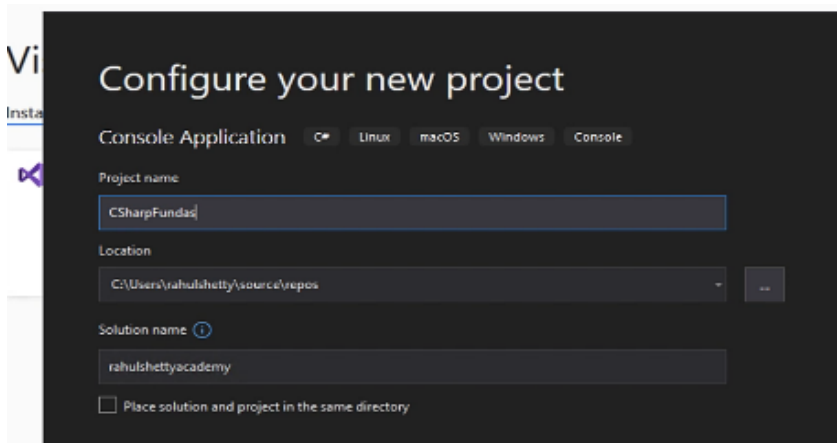 Vi
Insta
Configure your new project
Console Application C# Linux macOS Windows Console
Project name
CSharpFundas
Location
C:\Users\rahulshetty\source\repos
...
Solution name
rahulshettyacademy
Place solution and project in the same directory